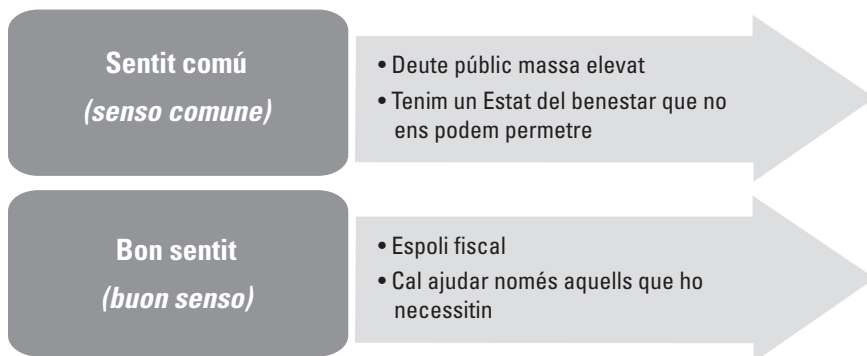 Sentit comú
(senso comune)
• Deute públic massa elevat
• Tenim un Estat del benestar que no
ens podem permetre
Bon sentit
(buon senso)
• Espoli fiscal
• Cal ajudar només aquells que ho
necessitin